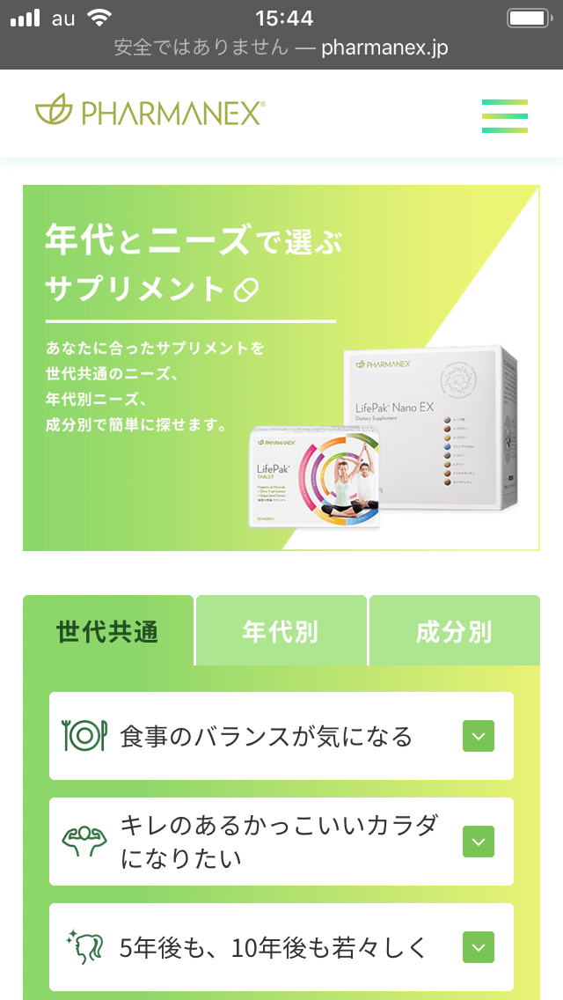 au
15:44
安全ではありません — pharmanex.jp
PHARMANEX®
年代とニーズで選ぶ
サプリメント
あなたに合ったサプリメントを
世代共通のニーズ、
年代別ニーズ、
成分別で簡単に探せます。
PHARMANEX
LifePak® Nano EX
Dietary Supplement
PHARMANEX
LifePak®
TABLET
世代共通
年代別
成分別
食事のバランスが気になる
キレのあるかっこいいカラダ
になりたい
5年後も、10年後も若々しく